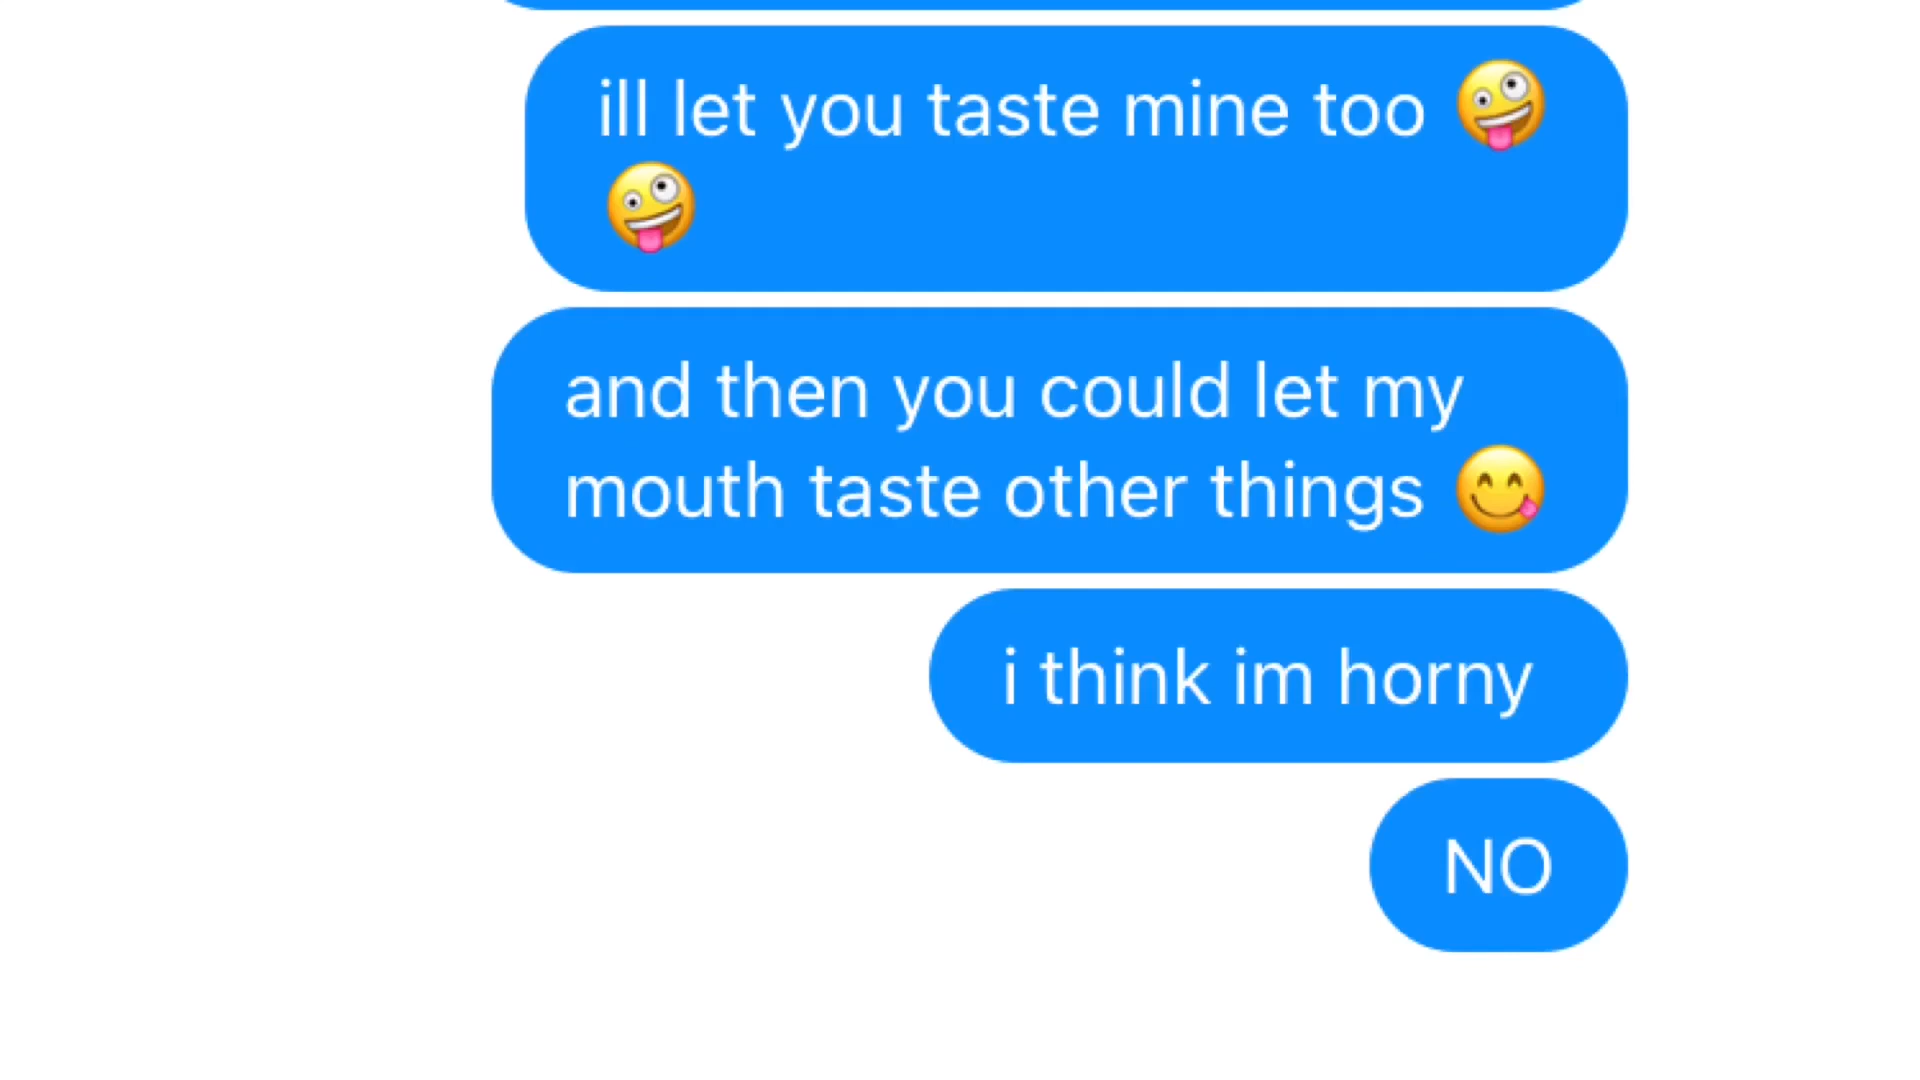 ill let you taste mine too 🤪
🤪
and then you could let my
mouth taste other things 😋
i think im horny
NO